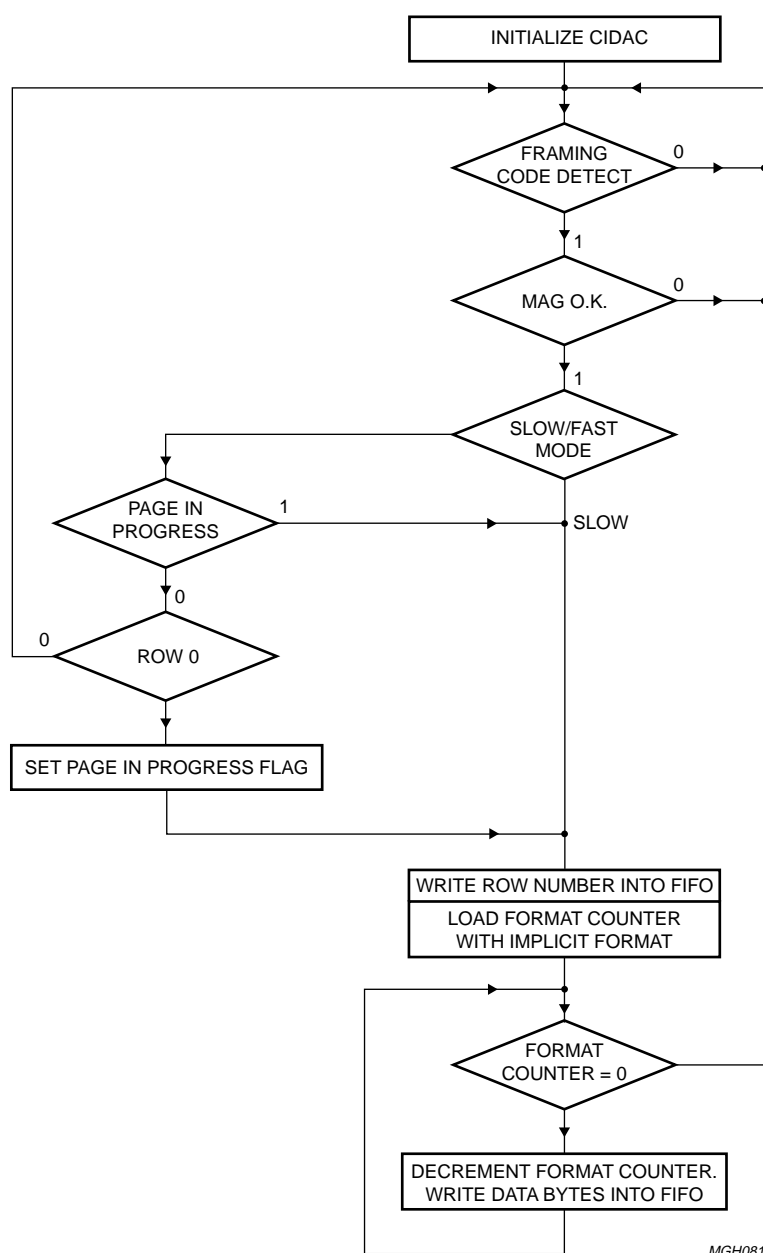 INITIALIZE CIDAC
FRAMING
CODE DETECT
0
1
MAG O.K.
0
1
SLOW/FAST
MODE
PAGE IN
PROGRESS
1
SLOW
0
0
ROW 0
SET PAGE IN PROGRESS FLAG
WRITE ROW NUMBER INTO FIFO
LOAD FORMAT COUNTER
WITH IMPLICIT FORMAT
FORMAT
COUNTER = 0
DECREMENT FORMAT COUNTER.
WRITE DATA BYTES INTO FIFO
MGH081